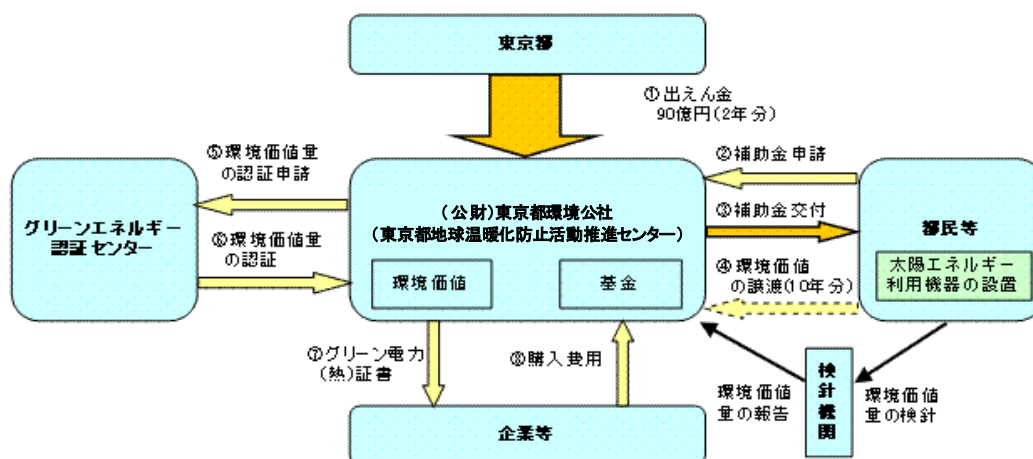 東京都
①出えん金
90億円(2年分)
⑤環境価値量
の認証申請
②補助金申請
グリーンエネルギー
認証センター
(公財)東京都環境公社
(東京都地球温暖化防止活動推進センター)
③補助金交付
都民等
⑥環境価値量
の認証
環境価値
基金
④環境価値
の譲渡(10年分)
太陽エネルギー
利用機器の設置
⑦グリーン電力
(熱)証書
⑧購入費用
環境価値
量の報告
検針機関
環境価値
量の検針
企業等